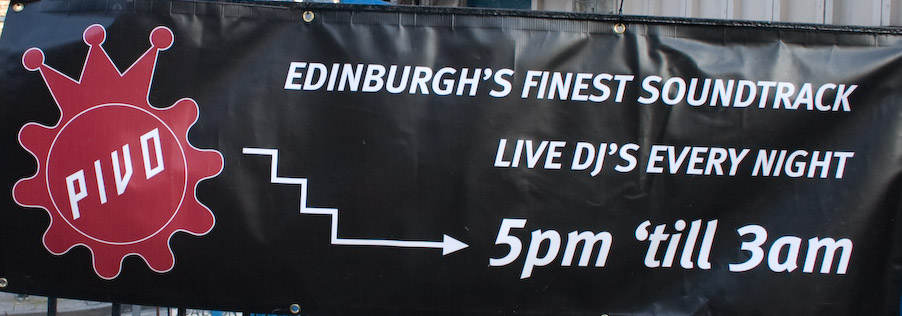 PIVO
EDINBURGH'S FINEST SOUNDTRACK
LIVE DJ'S EVERY NIGHT
5pm ‘till 3am